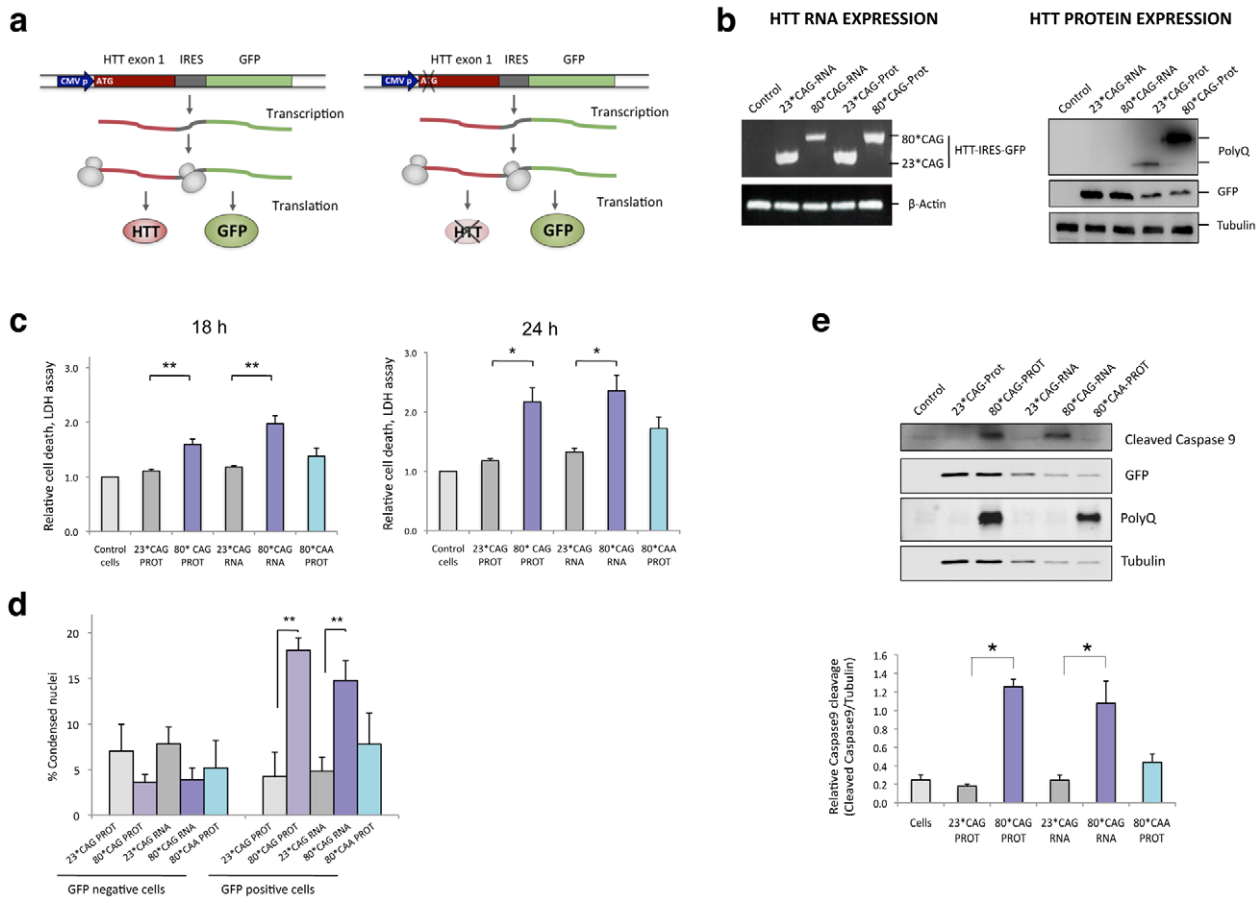 a
HTT exon 1 IRES GFP
CMV p ATG
Transcription
Translation
HTT GFP
HTT exon 1 IRES GFP
CMV p ATG
Transcription
Translation
HTT GFP
b
HTT RNA EXPRESSION
Control 23*CAG-RNA 80*CAG-RNA 23*CAG-Prot 80*CAG-Prot
80*CAG
23*CAG
HTT-IRES-GFP
β-Actin
HTT PROTEIN EXPRESSION
Control 23*CAG-RNA 80*CAG-RNA 23*CAG-Prot 80*CAG-Prot
PolyQ
GFP
Tubulin
c
18 h
Relative cell death, LDH assay
3.0
2.0
1.0
0.0
** **
Control cells 23*CAG PROT 80* CAG PROT 23*CAG RNA 80*CAG RNA 80*CAA PROT
24 h
Relative cell death, LDH assay
3.0
2.0
1.0
0.0
* *
Control cells 23*CAG PROT 80* CAG PROT 23*CAG RNA 80*CAG RNA 80*CAA PROT
d
% Condensed nuclei
20
15
10
5
0
** **
23*CAG PROT 80*CAG PROT 23*CAG RNA 80*CAG RNA 80*CAA PROT
23*CAG PROT 80*CAG PROT 23*CAG RNA 80*CAG RNA 80*CAA PROT
GFP negative cells GFP positive cells
e
Control 23*CAG-Prot 80*CAG-PROT 23*CAG-RNA 80*CAG-RNA 80*CAA-PROT
Cleaved Caspase 9
GFP
PolyQ
Tubulin
Relative Caspase9 cleavage
(Cleaved Caspase9/Tubulin)
1.6
1.4
1.2
1.0
0.8
0.6
0.4
0.2
0.0
* *
Cells 23*CAG PROT 80*CAG PROT 23*CAG RNA 80*CAG RNA 80*CAA PROT